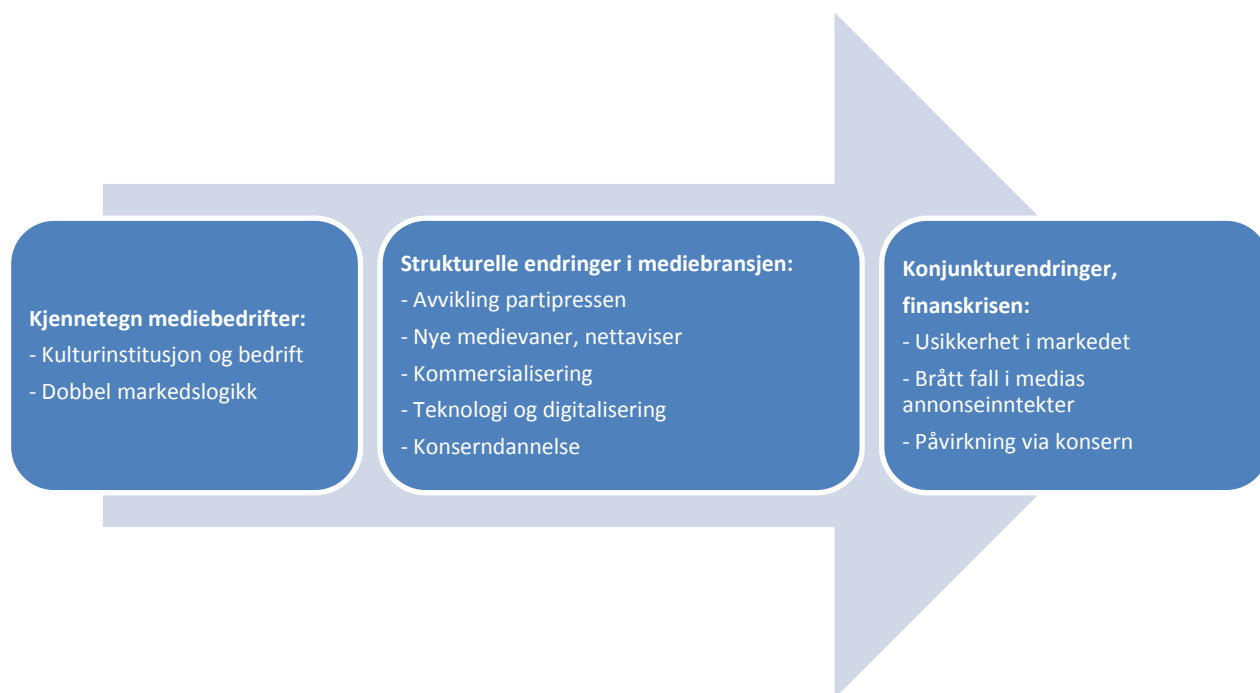 Kjennetegn mediebedrifter:
- Kulturinstitusjon og bedrift
- Dobbel markedslogikk
Strukturelle endringer i mediebransjen:
- Avvikling partipressen
- Nye medievaner, nettaviser
- Kommersialisering
- Teknologi og digitalisering
- Konserndannelse
Konjunkturendringer,
finanskrisen:
- Usikkerhet i markedet
- Brått fall i medias
annonseinntekter
- Påvirkning via konsern